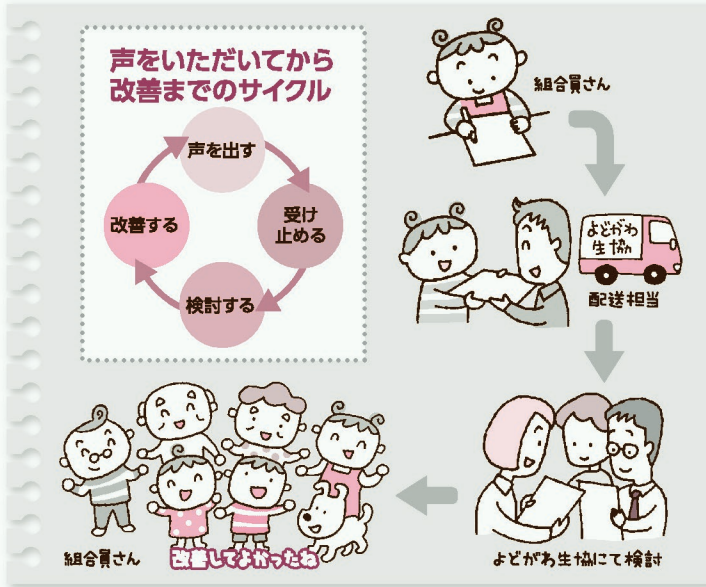 声をいただいてから
改善までのサイクル
声を出す
受け
止める
検討する
改善する
組合員さん
よどがわ
生協
配送担当
よどがわ生協にて検討
組合員さん
改善してよかったね